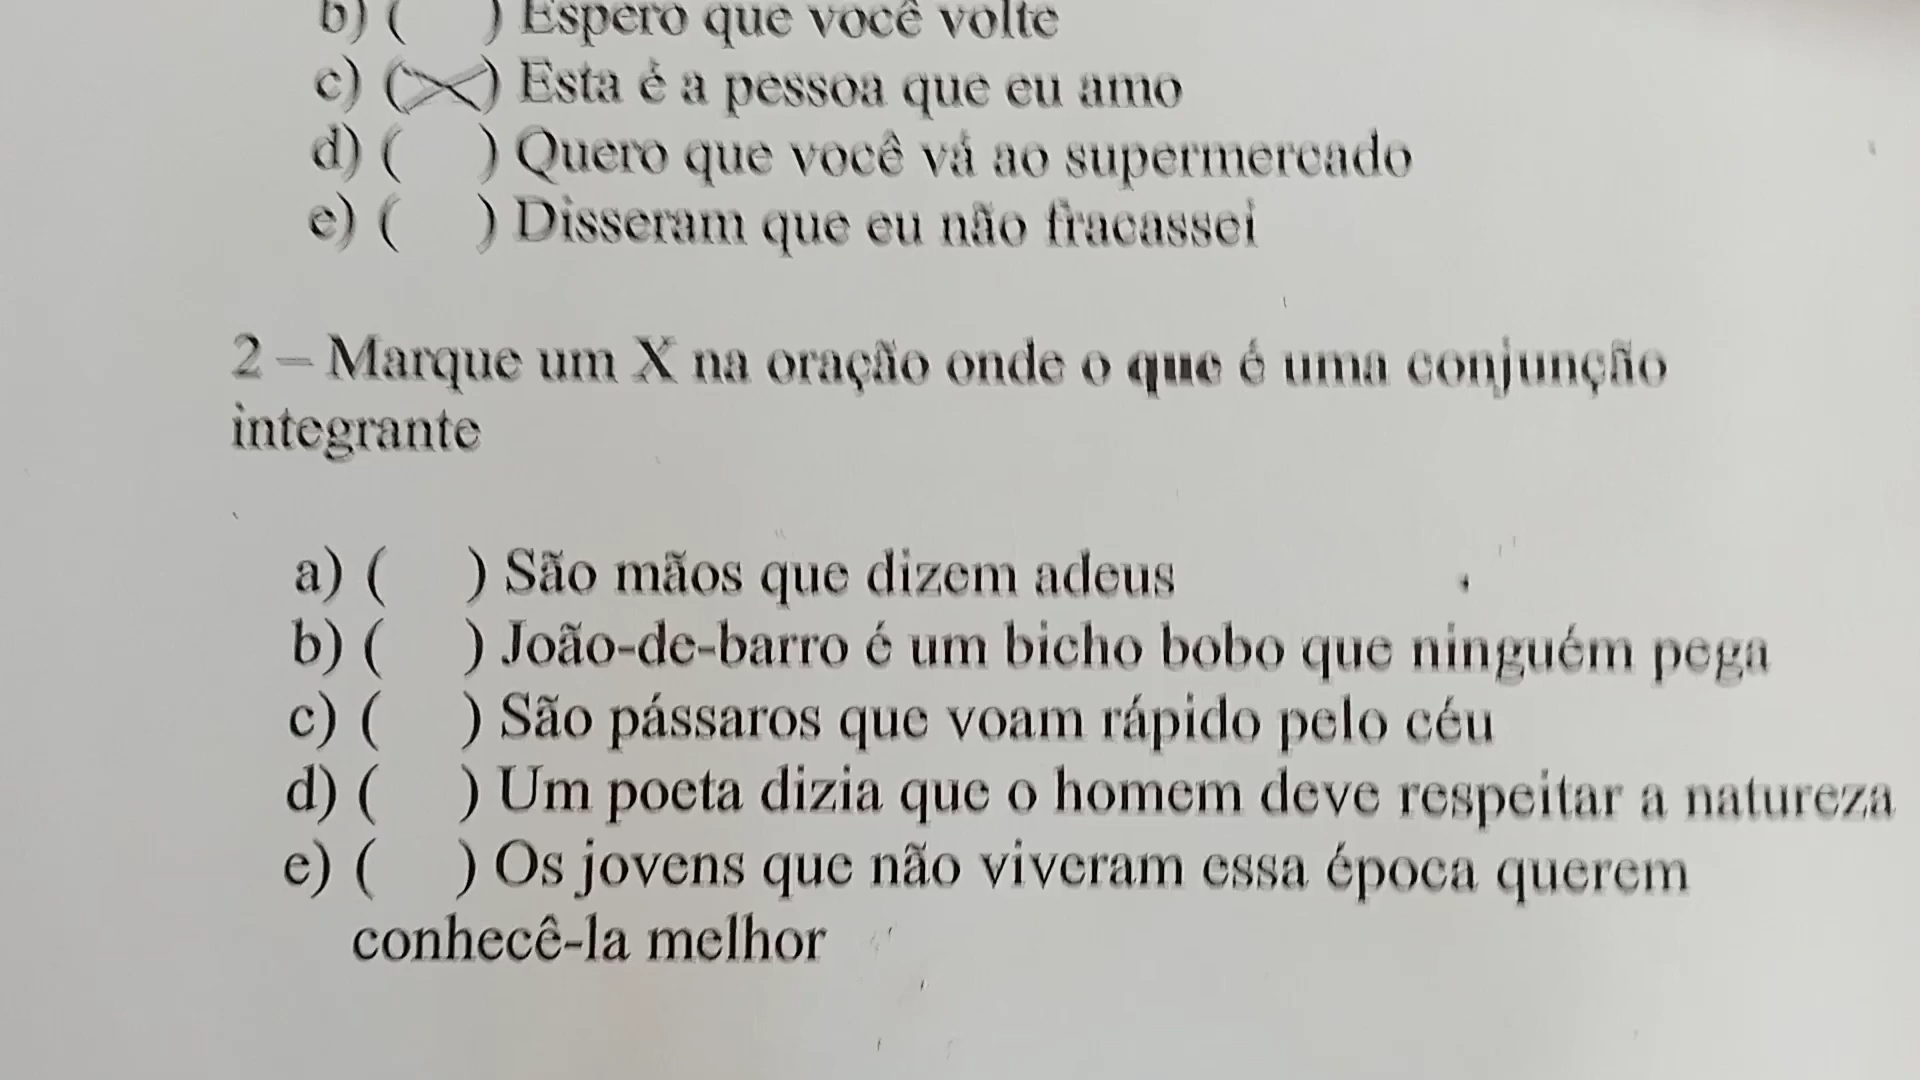 b) (    ) Espero que você volte
c) (X) Esta é a pessoa que eu amo
d) (    ) Quero que você vá ao supermercado
e) (    ) Disseram que eu não fracassei
2 – Marque um X na oração onde o que é uma conjunção
integrante
a) (    ) São mãos que dizem adeus
b) (    ) João-de-barro é um bicho bobo que ninguém pega
c) (    ) São pássaros que voam rápido pelo céu
d) (    ) Um poeta dizia que o homem deve respeitar a natureza
e) (    ) Os jovens que não viveram essa época querem
conhecê-la melhor